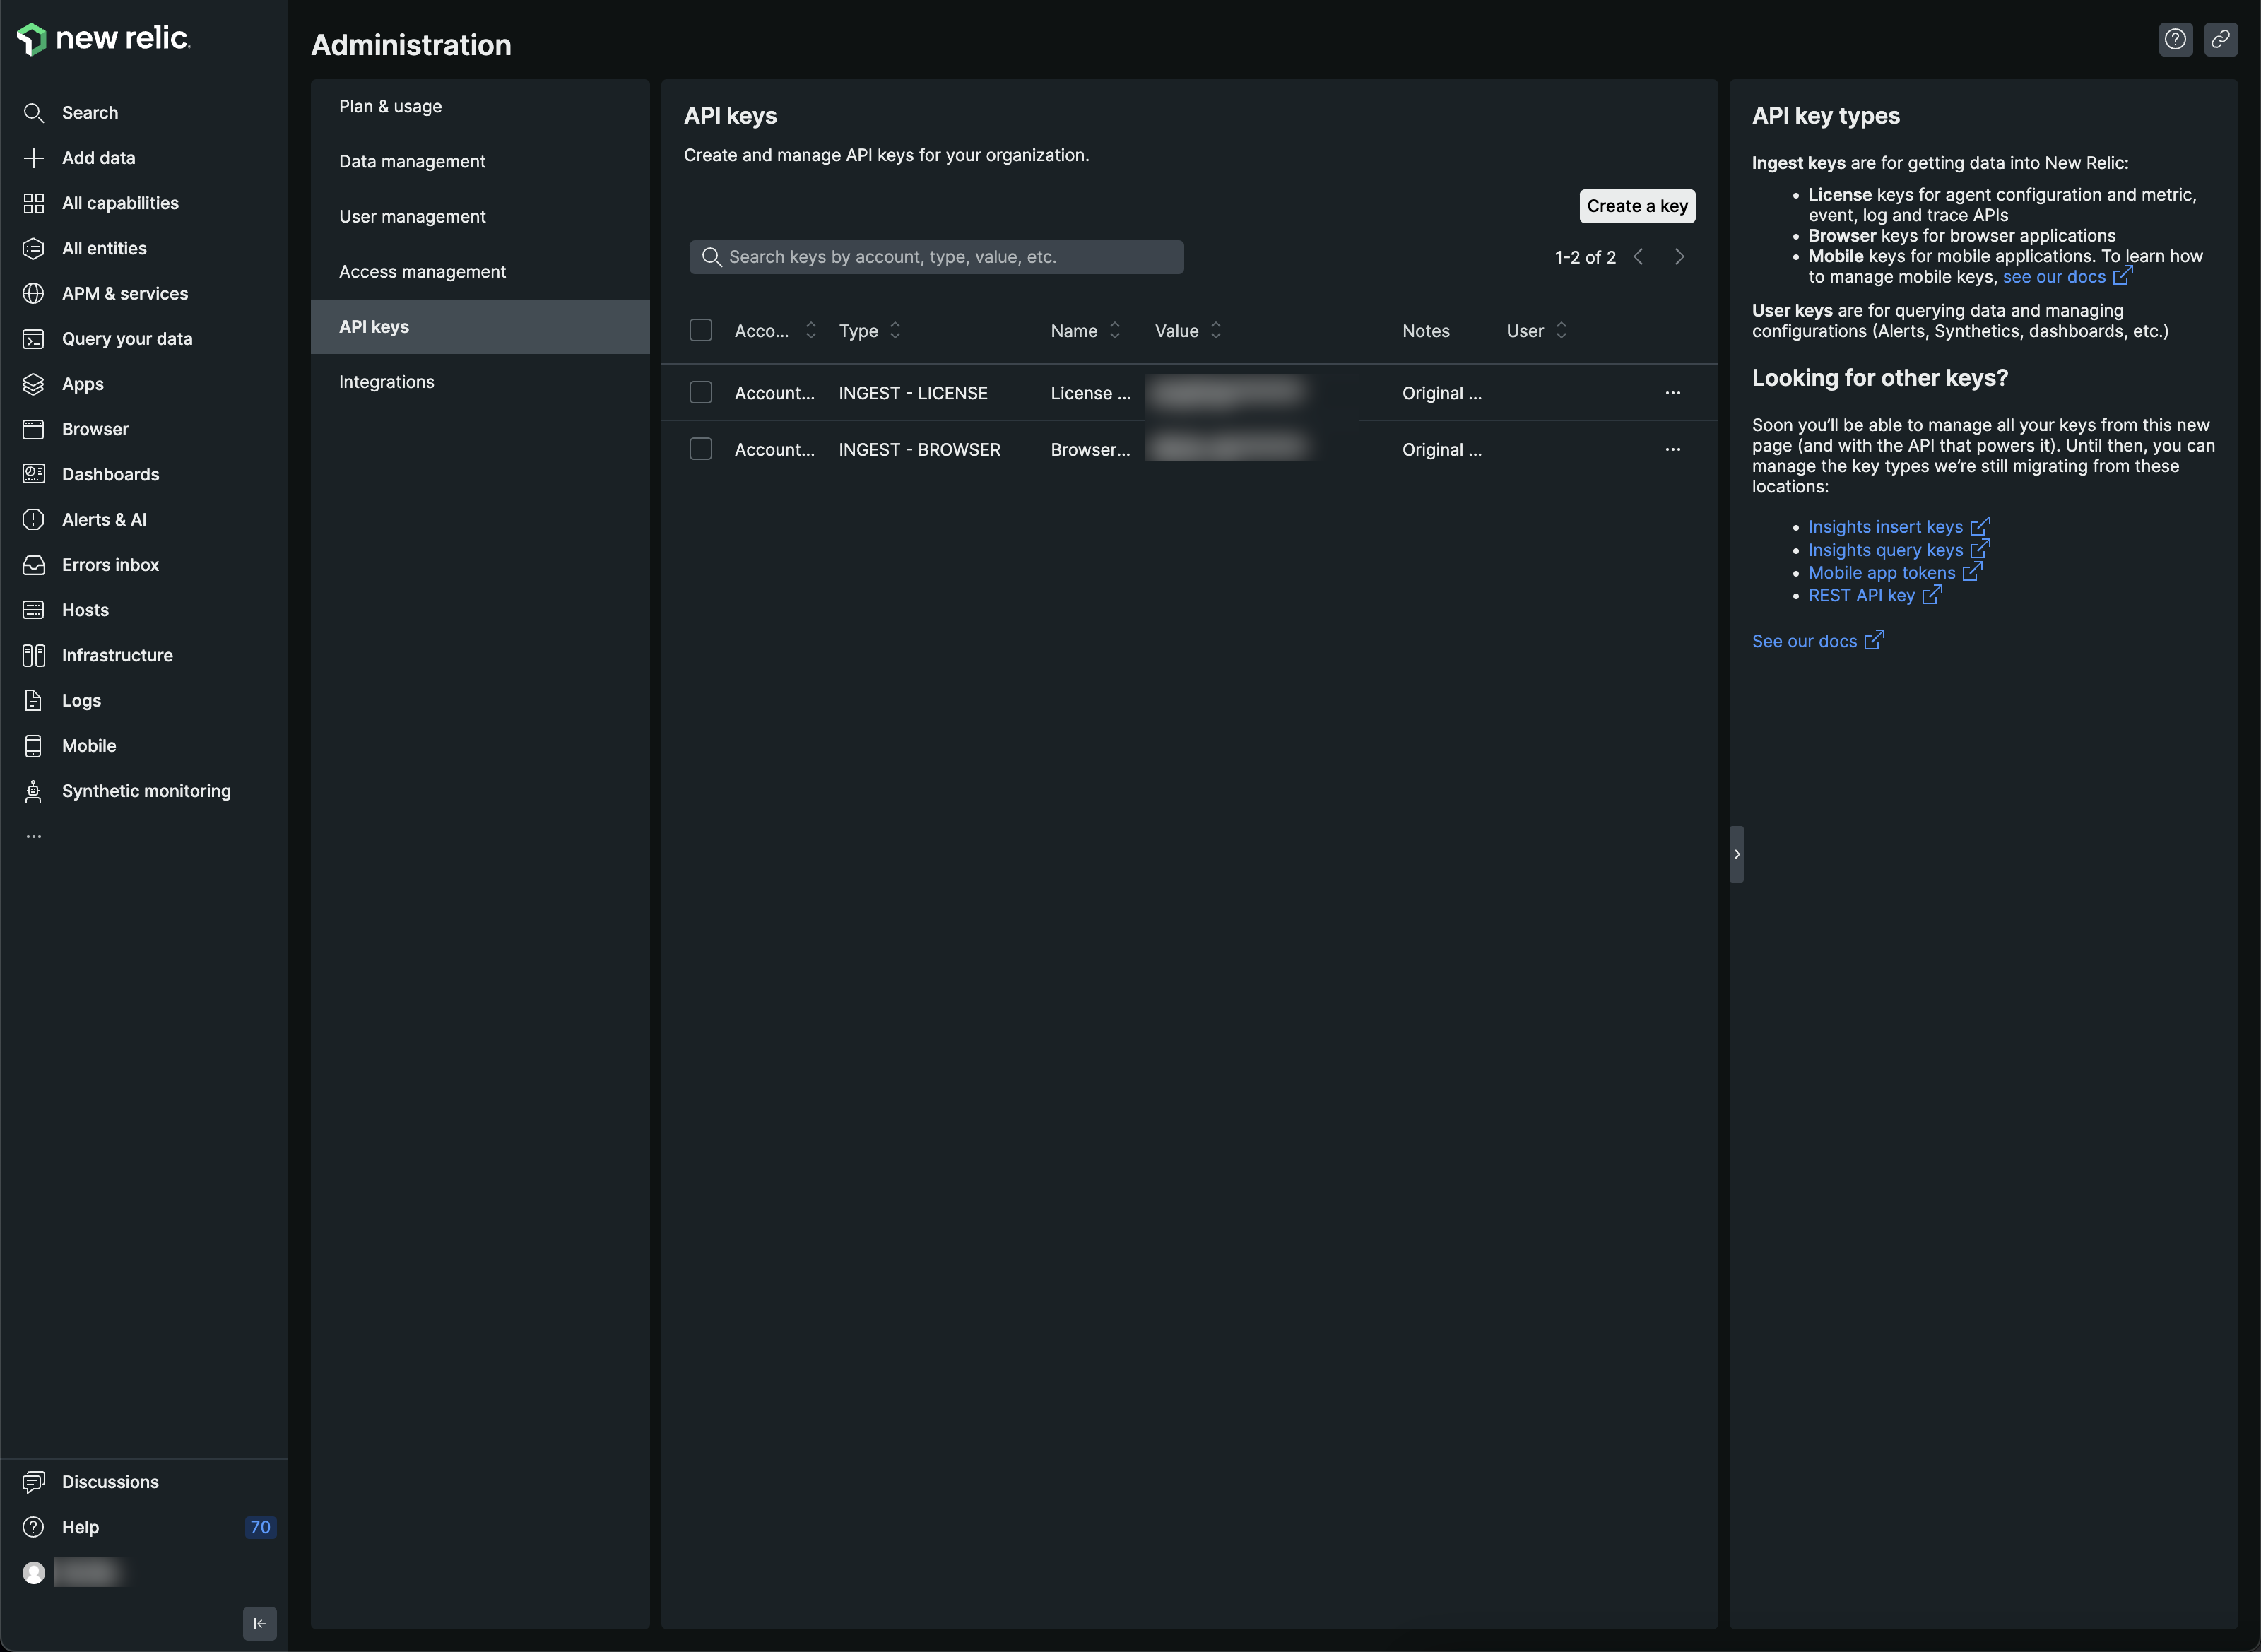 new relic.
Search
Add data
All capabilities
All entities
APM & services
Query your data
Apps
Browser
Dashboards
Alerts & AI
Errors inbox
Hosts
Infrastructure
Logs
Mobile
Synthetic monitoring
...
Discussions
Help 70
Administration
Plan & usage
Data management
User management
Access management
API keys
Integrations
API keys
Create and manage API keys for your organization.
Create a key
Search keys by account, type, value, etc.
1-2 of 2
Acco... Type Name Value Notes User
Account... INGEST - LICENSE License ... Original ... ...
Account... INGEST - BROWSER Browser... Original ... ...
API key types
Ingest keys are for getting data into New Relic:
• License keys for agent configuration and metric,
event, log and trace APIs
• Browser keys for browser applications
• Mobile keys for mobile applications. To learn how
to manage mobile keys, see our docs
User keys are for querying data and managing
configurations (Alerts, Synthetics, dashboards, etc.)
Looking for other keys?
Soon you’ll be able to manage all your keys from this new
page (and with the API that powers it). Until then, you can
manage the key types we’re still migrating from these
locations:
• Insights insert keys
• Insights query keys
• Mobile app tokens
• REST API key
See our docs